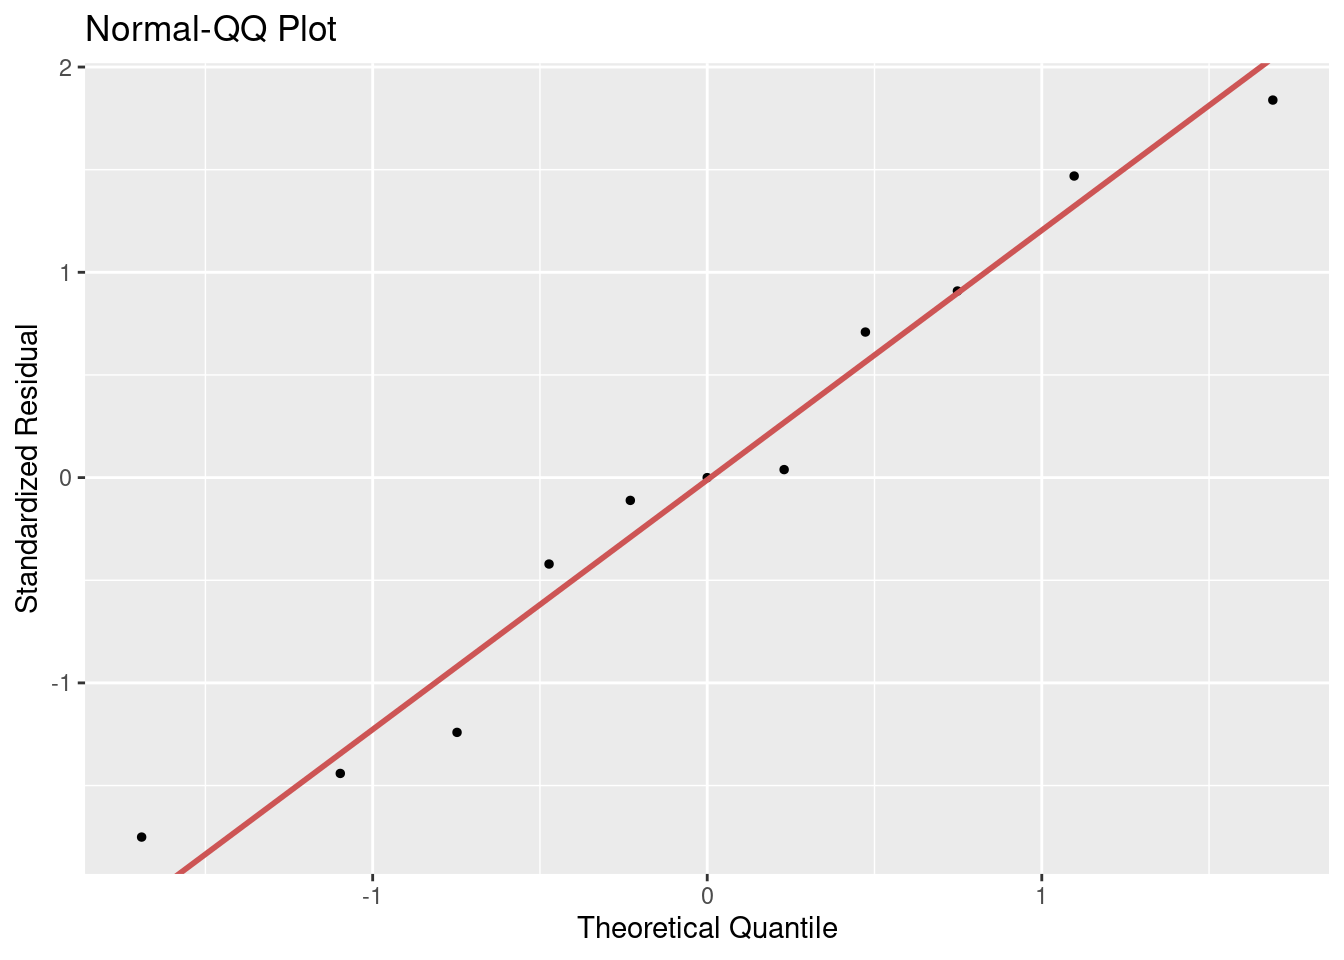 Normal-QQ Plot
2
1
0
-1
Standardized Residual
-1
0
1
Theoretical Quantile